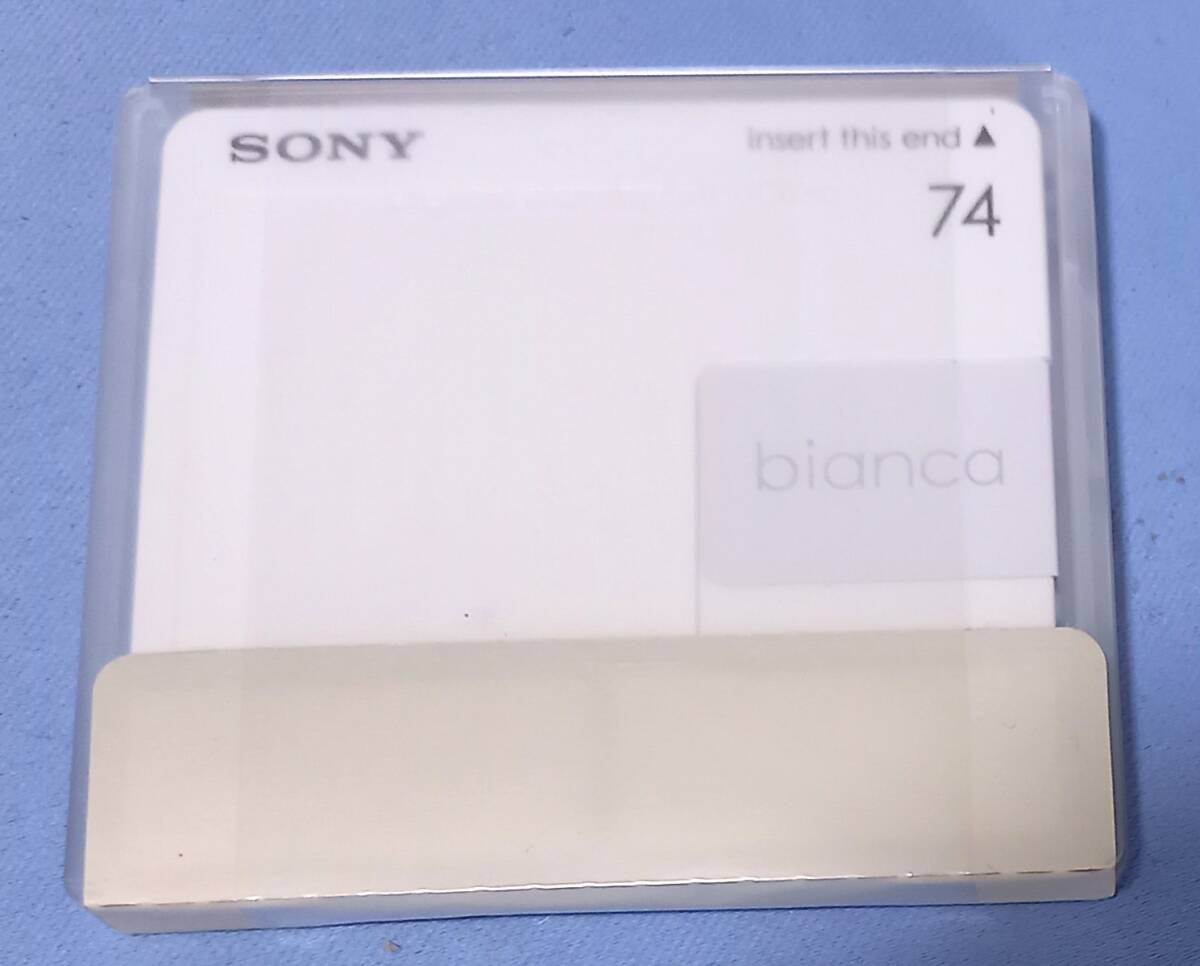 SONY
insert this end ▲
74
bianca